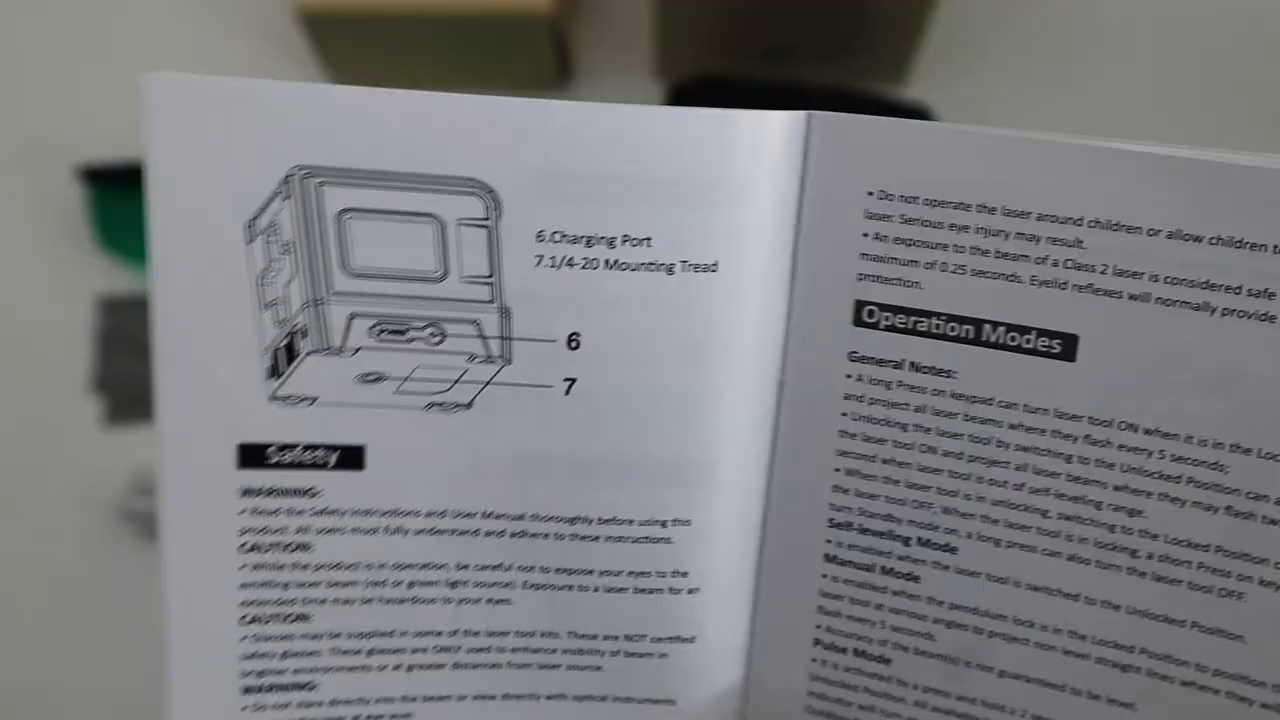 6.Charging Port
7.1/4-20 Mounting Tread
6
7
Safety
WARNING:
✓ Read the Safety Instructions and User Manual thoroughly before using this
product. All users must fully understand and adhere to these instructions.
CAUTION:
✓ While the product is in operation, be careful not to expose your eyes to the
emitting laser beam (red or green light source). Exposure to a laser beam for an
extended time may be hazardous to your eyes.
CAUTION:
✓ Glasses may be supplied in some of the laser tool kits. These are NOT certified
safety glasses. These glasses are ONLY used to enhance visibility of beam in
brighter environments or at greater distances from laser source.
WARNING:
• Do not stare directly into the beam or view directly with optical instruments
• Do not operate the laser around children or allow children
laser. Serious eye injury may result.
• An exposure to the beam of a Class 2 laser is considered safe
maximum of 0.25 seconds. Eyelid reflexes will normally provide
protection.
Operation Modes
General Notes:
• A long Press on keypad can turn laser tool ON when it is in the
and project all laser beams where they flash every 5 seconds;
• Unlocking the laser tool by switching to the Unlocked Position can
the laser tool ON and project all laser beams where they may flash
second when laser tool is out of self-leveling range.
• When the laser tool is in unlocking, switching to the Locked Position
the laser tool OFF. When the laser tool is in locking, a short Press on
turn Standby mode on, a long press can also turn the laser tool OFF.
Self-leveling Mode
• is enabled when the laser tool is switched to the Unlocked Position.
Manual Mode
• is enabled when the pendulum lock is in the Locked Position to position
laser tool at various angles to project non-level straight lines where they
flash every 5 seconds.
• Accuracy of the beam(s) is not guaranteed to be level.
Pulse Mode
• It is activated by a press and hold a 2
Unlocked Position. All available
indicator will turn